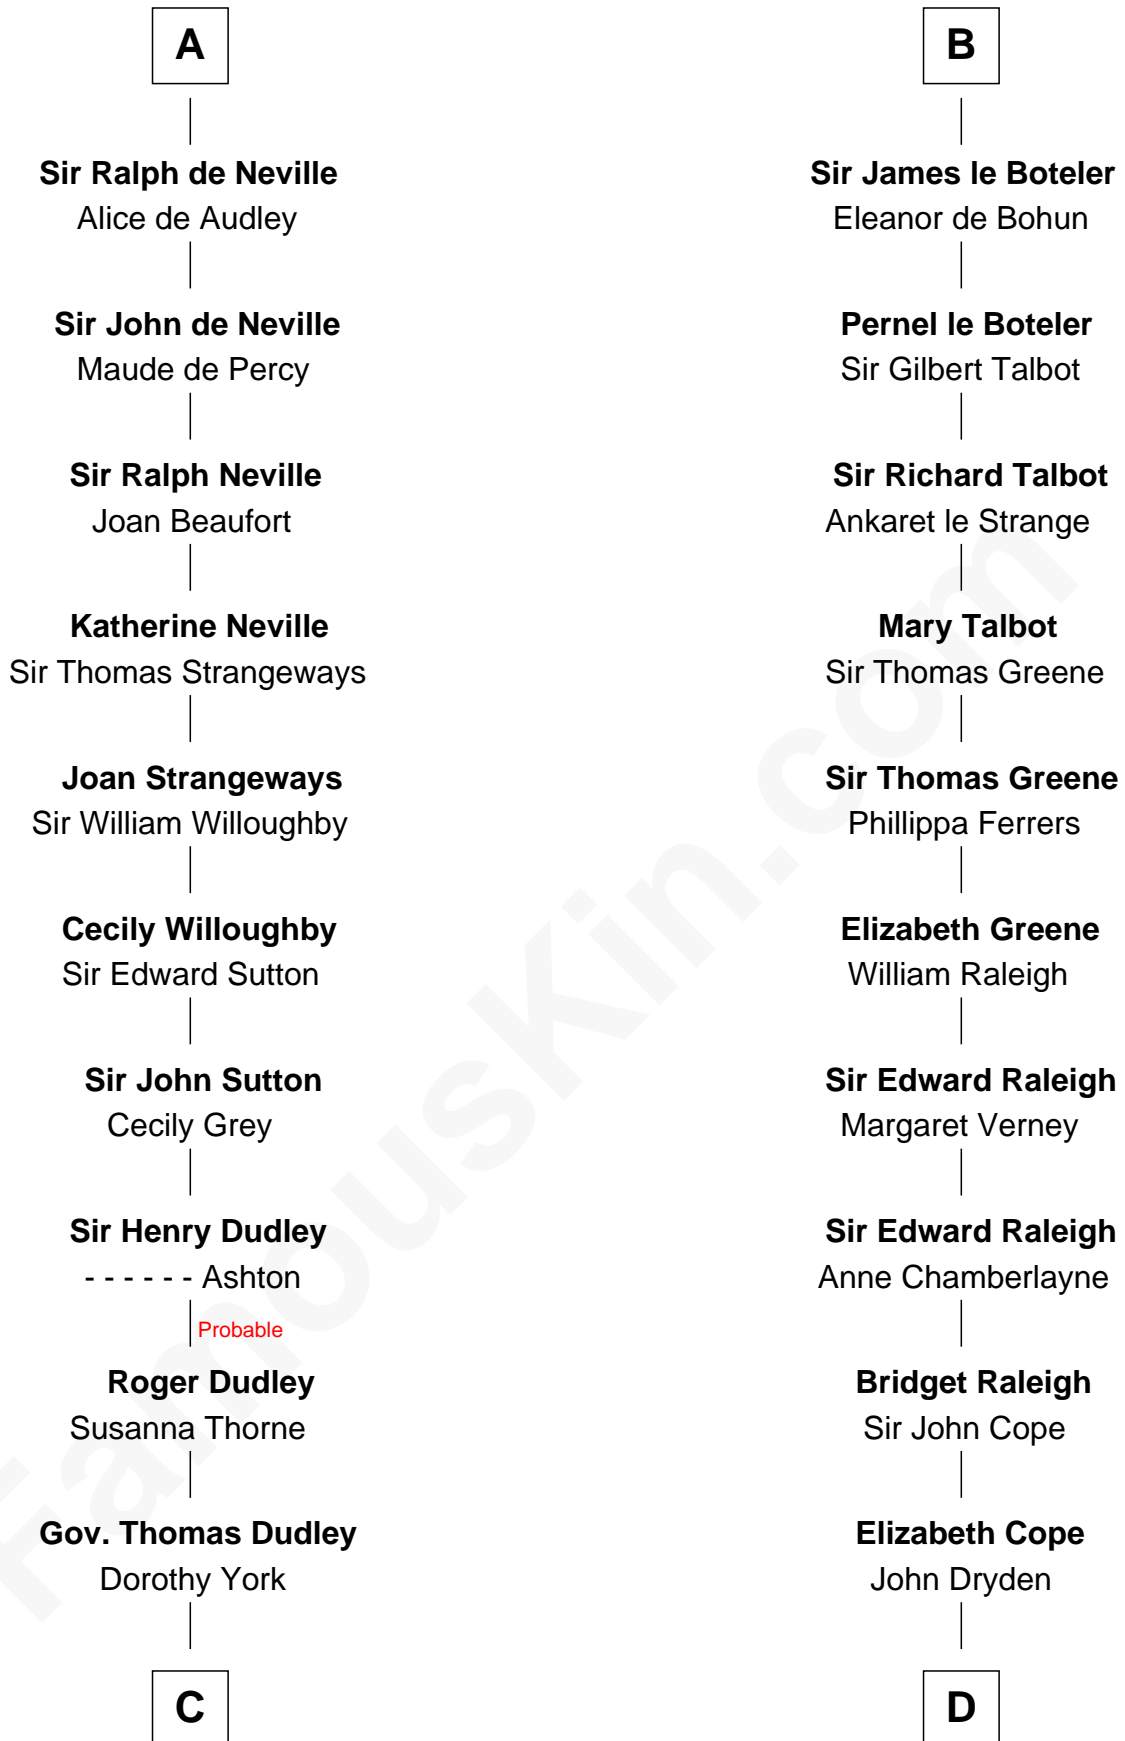 A
Sir Ralph de Neville
Alice de Audley
Sir John de Neville
Maude de Percy
Sir Ralph Neville
Joan Beaufort
Katherine Neville
Sir Thomas Strangeways
Joan Strangeways
Sir William Willoughby
Cecily Willoughby
Sir Edward Sutton
Sir John Sutton
Cecily Grey
Sir Henry Dudley
- - - - - - Ashton
Probable
Roger Dudley
Susanna Thorne
Gov. Thomas Dudley
Dorothy York
C
B
Sir James le Boteler
Eleanor de Bohun
Pernel le Boteler
Sir Gilbert Talbot
Sir Richard Talbot
Ankaret le Strange
Mary Talbot
Sir Thomas Greene
Sir Thomas Greene
Phillippa Ferrers
Elizabeth Greene
William Raleigh
Sir Edward Raleigh
Margaret Verney
Sir Edward Raleigh
Anne Chamberlayne
Bridget Raleigh
Sir John Cope
Elizabeth Cope
John Dryden
D
FamousKin.com